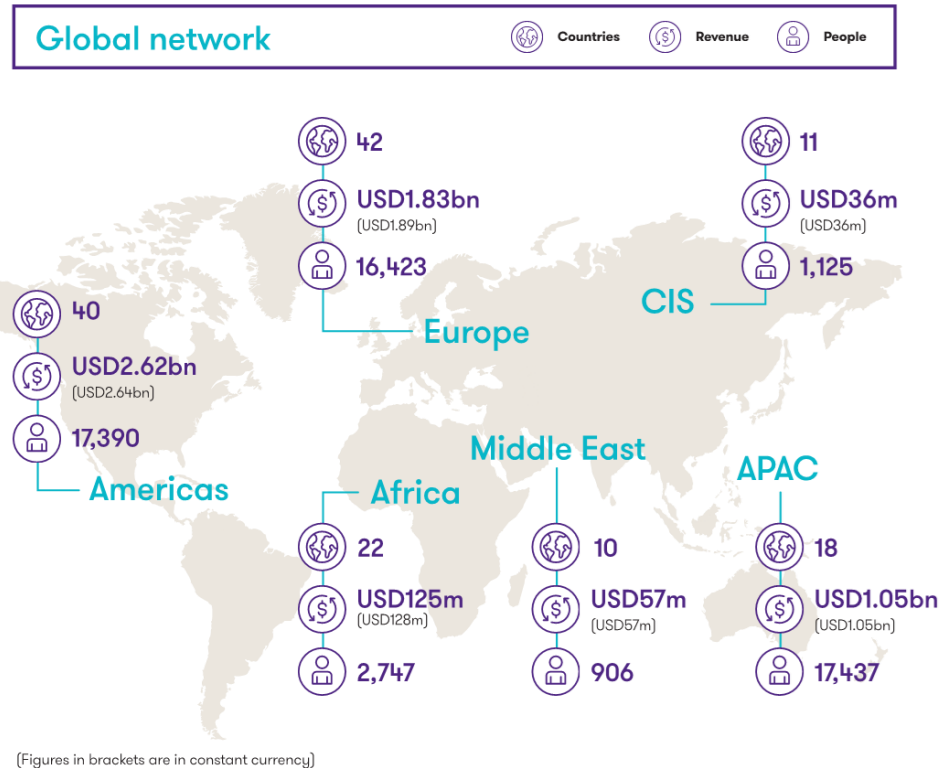 Global network
Countries
Revenue
People
42
USD1.83bn
(USD1.89bn)
16,423
Europe
11
USD36m
(USD36m)
1,125
CIS
40
USD2.62bn
(USD2.64bn)
17,390
Americas
Africa
22
USD125m
(USD128m)
2,747
Middle East
10
USD57m
(USD57m)
906
APAC
18
USD1.05bn
(USD1.05bn)
17,437
(Figures in brackets are in constant currency)